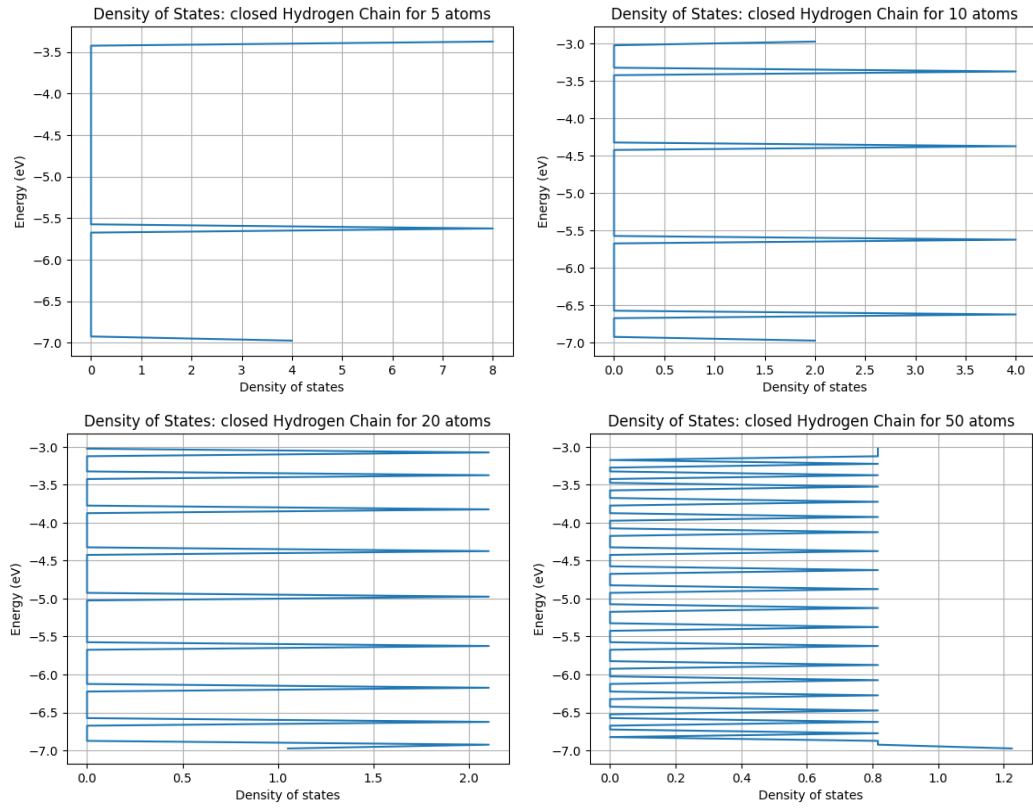 Density of States: closed Hydrogen Chain for 5 atoms
−3.5
−4.0
−4.5
−5.0
−5.5
−6.0
−6.5
−7.0
Energy (eV)
0 1 2 3 4 5 6 7 8
Density of states
Density of States: closed Hydrogen Chain for 10 atoms
−3.0
−3.5
−4.0
−4.5
−5.0
−5.5
−6.0
−6.5
−7.0
Energy (eV)
0.0 0.5 1.0 1.5 2.0 2.5 3.0 3.5 4.0
Density of states
Density of States: closed Hydrogen Chain for 20 atoms
−3.0
−3.5
−4.0
−4.5
−5.0
−5.5
−6.0
−6.5
−7.0
Energy (eV)
0.0 0.5 1.0 1.5 2.0
Density of states
Density of States: closed Hydrogen Chain for 50 atoms
−3.0
−3.5
−4.0
−4.5
−5.0
−5.5
−6.0
−6.5
−7.0
Energy (eV)
0.0 0.2 0.4 0.6 0.8 1.0 1.2
Density of states